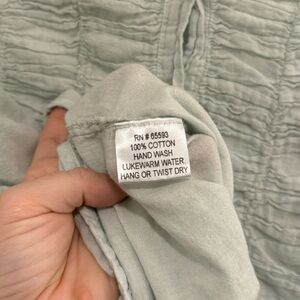 RN # 65593
100% COTTON
HAND WASH
LUKEWARM WATER
HANG OR TWIST DRY